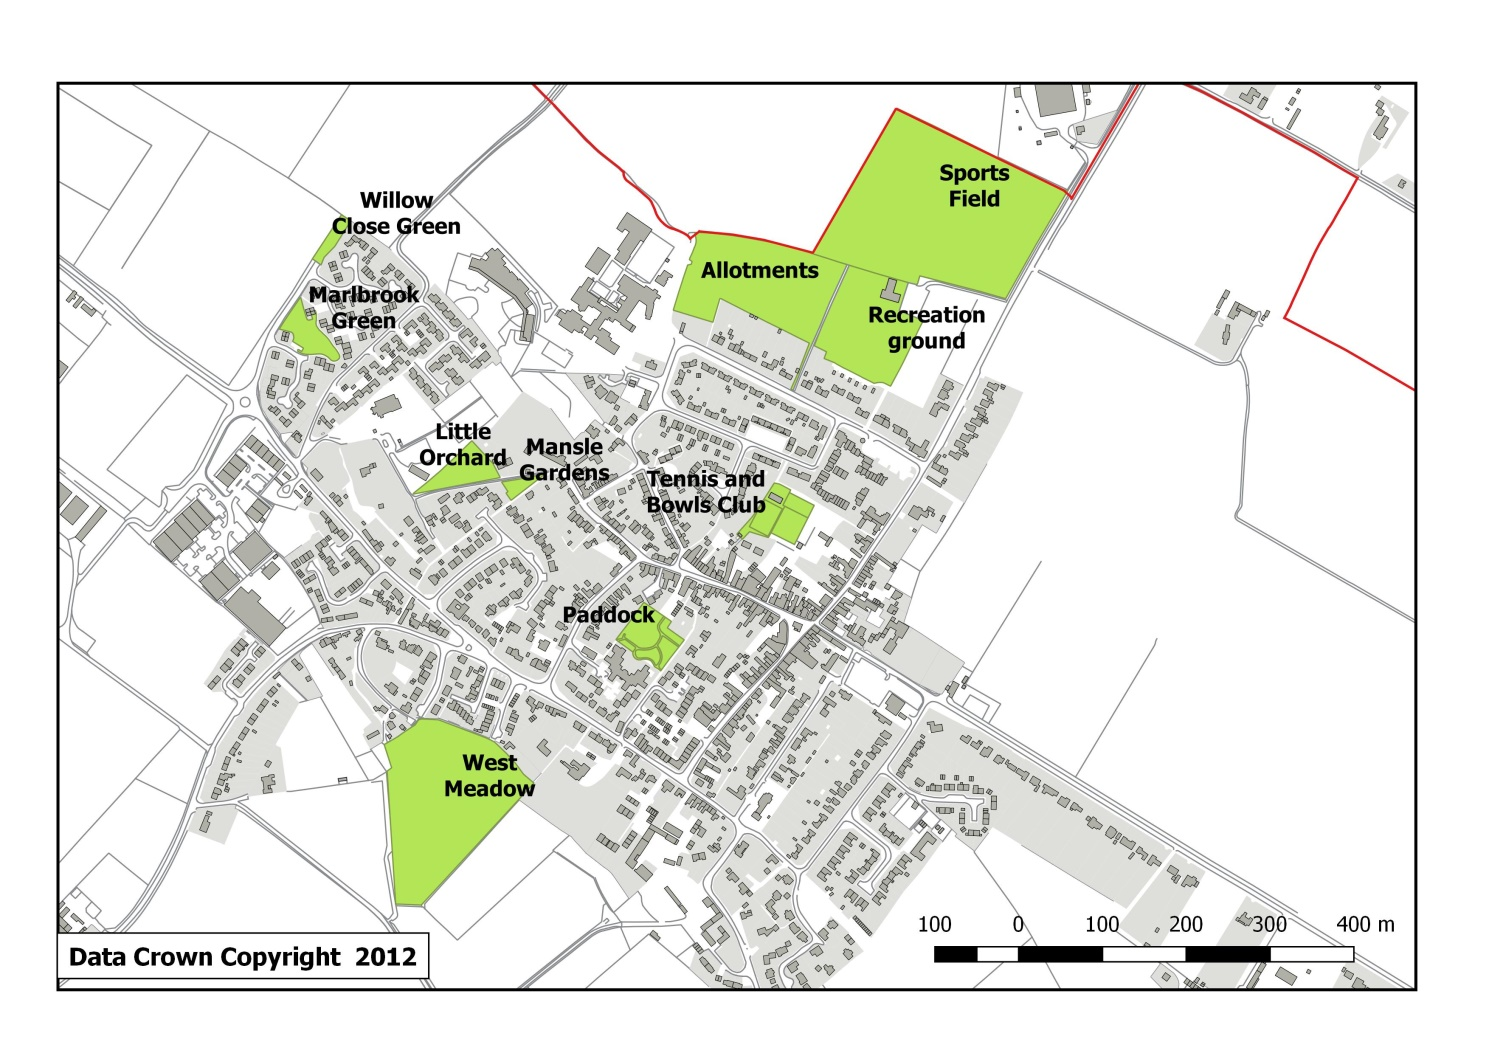 Sports
Field
Willow
Close Green
Allotments
Marlbrook
Green
Recreation
ground
Little
Orchard
Mansle
Gardens
Tennis and
Bowls Club
Paddock
West
Meadow
100 0 100 200 300 400 m
Data Crown Copyright 2012